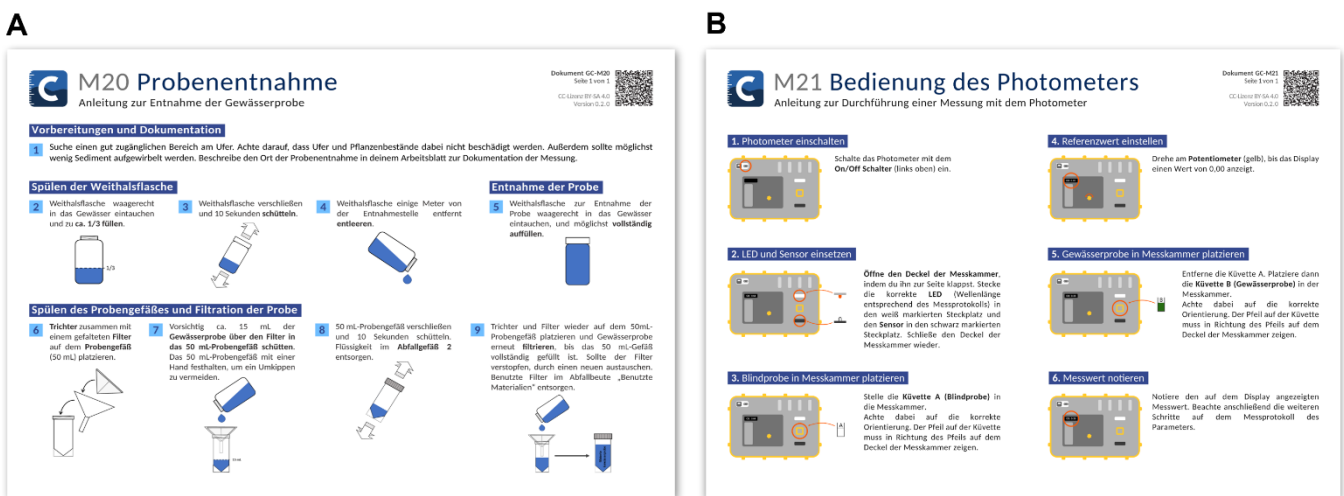 A
M20 Probenentnahme
Anleitung zur Entnahme der Gewässerprobe
Dokument GC-M20
Seite 1 von 1
CC-Lizenz BY-SA 4.0
Version 0.2.0
Vorbereitungen und Dokumentation
1 Suche einen gut zugänglichen Bereich am Ufer. Achte darauf, dass Ufer und Pflanzenbestände dabei nicht beschädigt werden. Außerdem sollte möglichst
wenig Sediment aufgewirbelt werden. Beschreibe den Ort der Probenentnahme in deinem Arbeitsblatt zur Dokumentation der Messung.
Spülen der Weithalsflasche
2 Weithalsflasche waagerecht
in das Gewässer eintauchen
und zu ca. 1/3 füllen.
1/3
3 Weithalsflasche verschließen
und 10 Sekunden schütteln.
4 Weithalsflasche einige Meter von
der Entnahmestelle entfernt
entleeren.
Entnahme der Probe
5 Weithalsflasche zur Entnahme der
Probe waagerecht in das Gewässer
eintauchen, und möglichst vollständig
auffüllen.
Spülen des Probengefäßes und Filtration der Probe
6 Trichter zusammen mit
einem gefalteten Filter
auf dem Probengefäß
(50 mL) platzieren.
7 Vorsichtig ca. 15 mL der
Gewässerprobe über den Filter in
das 50 mL-Probengefäß schütten.
Das 50 mL-Probengefäß mit einer
Hand festhalten, um ein Umkippen
zu vermeiden.
8 50 mL-Probengefäß verschließen
und 10 Sekunden schütteln.
Flüssigkeit im Abfallgefäß 2
entsorgen.
9 Trichter und Filter wieder auf dem 50mL-
Probengefäß platzieren und Gewässerprobe
erneut filtrieren, bis das 50 mL-Gefäß
vollständig gefüllt ist. Sollte der Filter
verstopfen, durch einen neuen austauschen.
Benutzte Filter im Abfallbeute „Benutzte
Materialien“ entsorgen.
B
M21 Bedienung des Photometers
Anleitung zur Durchführung einer Messung mit dem Photometer
Dokument GC-M21
Seite 1 von 1
CC-Lizenz BY-SA 4.0
Version 0.2.0
1. Photometer einschalten
Schalte das Photometer mit dem
On/Off Schalter (links oben) ein.
2. LED und Sensor einsetzen
Öffne den Deckel der Messkammer,
indem du ihn zur Seite klappst. Stecke
die korrekte LED (Wellenlänge
entsprechend des Messprotokolls) in
den weiß markierten Steckplatz und
den Sensor in den schwarz markierten
Steckplatz. Schließe den Deckel der
Messkammer wieder.
3. Blindprobe in Messkammer platzieren
Stelle die Küvette A (Blindprobe) in
die Messkammer.
Achte dabei auf die korrekte
Orientierung. Der Pfeil auf der Küvette
muss in Richtung des Pfeils auf dem
Deckel der Messkammer zeigen.
A
4. Referenzwert einstellen
Drehe am Potentiometer (gelb), bis das Display
einen Wert von 0,00 anzeigt.
5. Gewässerprobe in Messkammer platzieren
Entferne die Küvette A. Platziere dann
die Küvette B (Gewässerprobe) in der
Messkammer.
Achte dabei auf die korrekte
Orientierung. Der Pfeil auf der Küvette
muss in Richtung des Pfeils auf dem
Deckel der Messkammer zeigen.
B
6. Messwert notieren
Notiere den auf dem Display angezeigten
Messwert. Beachte anschließend die weiteren
Schritte auf dem Messprotokoll des
Parameters.